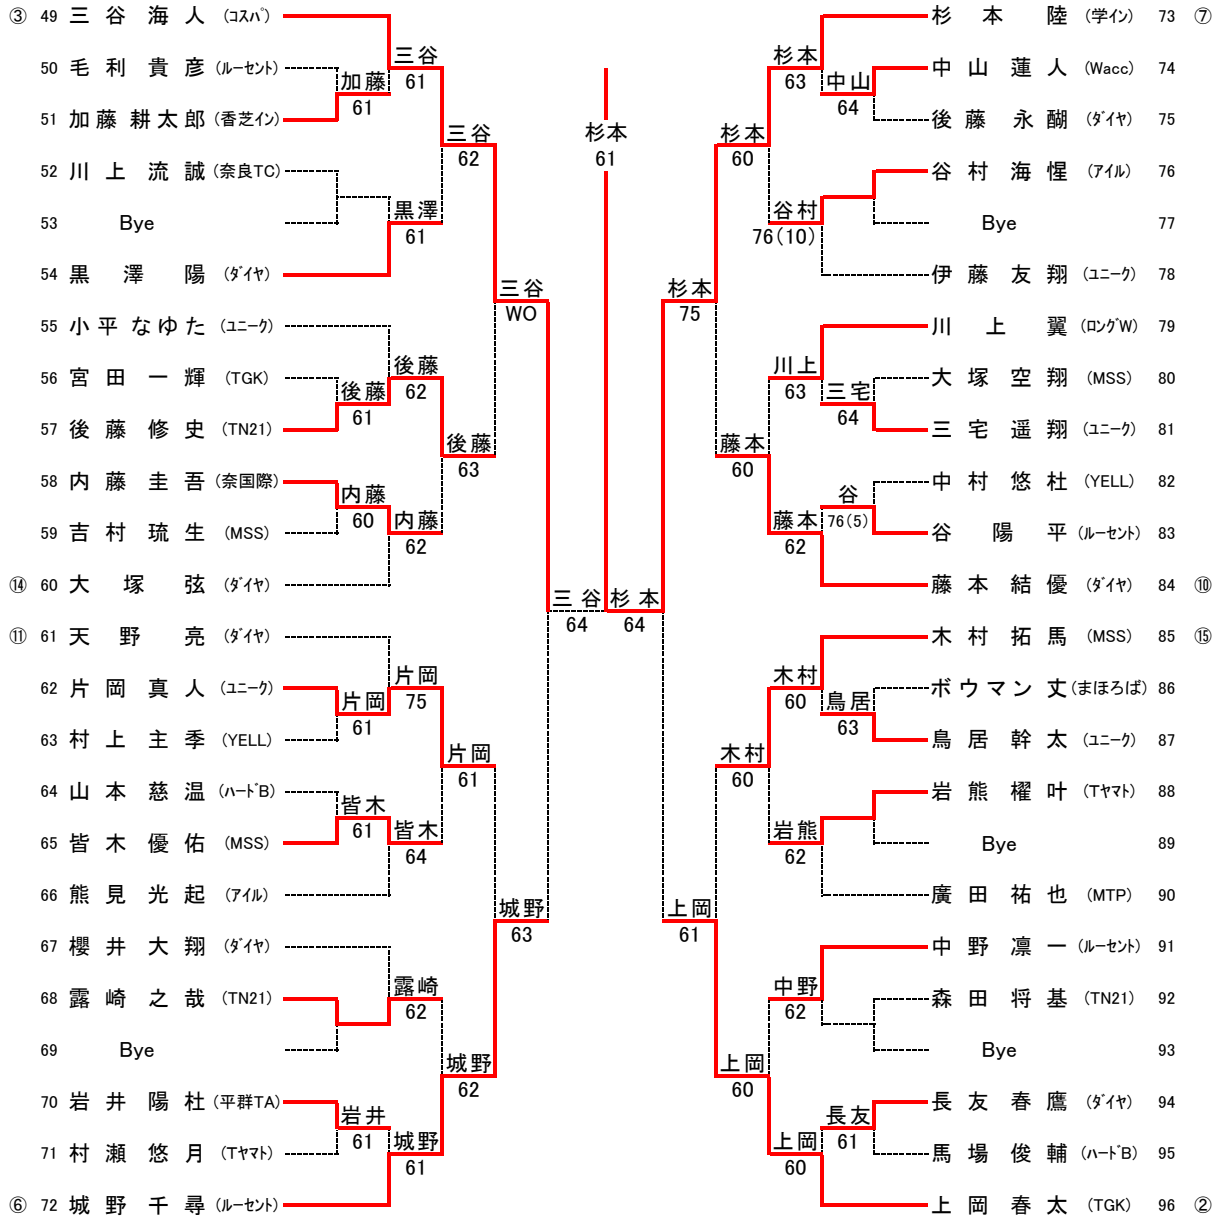 ③ 49 三谷海人 (コスパ)
50 毛利貴彦 (ルーセント)
51 加藤耕太郎 (香芝イン)
52 川上流誠 (奈良TC)
53 Bye
54 黒澤陽 (ダイヤ)
55 小平なゆた (ユニーク)
56 宮田一輝 (TGK)
57 後藤修史 (TN21)
58 内藤圭吾 (奈国際)
59 吉村琉生 (MSS)
⑭ 60 大塚弦 (ダイヤ)
⑪ 61 天野亮 (ダイヤ)
62 片岡真人 (ユニーク)
63 村上主季 (YELL)
64 山本慈温 (ハードB)
65 皆木優佑 (MSS)
66 熊見光起 (アイル)
67 櫻井大翔 (ダイヤ)
68 露崎之哉 (TN21)
69 Bye
70 岩井陽杜 (平群TA)
71 村瀬悠月 (Tヤマト)
⑥ 72 城野千尋 (ルーセント)
加藤
61
後藤
61
内藤
60
片岡
61
皆木
61
岩井
61
三谷
61
黒澤
61
後藤
62
内藤
62
片岡
75
皆木
64
露崎
62
城野
61
三谷
62
後藤
63
片岡
61
城野
62
三谷
WO
城野
63
三谷
64
杉本
61
杉本
64
杉本
75
上岡
61
杉本
60
藤本
60
木村
60
上岡
60
杉本
63
谷村
76(10)
川上
63
藤本
62
木村
60
岩熊
62
中野
62
上岡
60
中山
64
三宅
64
谷
76(5)
鳥居
63
長友
61
杉本陸 (学イン) 73 ⑦
中山蓮人 (Wacc) 74
後藤永醐 (ダイヤ) 75
谷村海惺 (アイル) 76
Bye 77
伊藤友翔 (ユニーク) 78
川上翼 (ロングW) 79
大塚空翔 (MSS) 80
三宅遥翔 (ユニーク) 81
中村悠杜 (YELL) 82
谷陽平 (ルーセント) 83
藤本結優 (ダイヤ) 84 ⑩
木村拓馬 (MSS) 85 ⑮
ボウマン丈 (まほろば) 86
鳥居幹太 (ユニーク) 87
岩熊櫂叶 (Tヤマト) 88
Bye 89
廣田祐也 (MTP) 90
中野凛一 (ルーセント) 91
森田将基 (TN21) 92
Bye 93
長友春鷹 (ダイヤ) 94
馬場俊輔 (ハードB) 95
上岡春太 (TGK) 96 ②